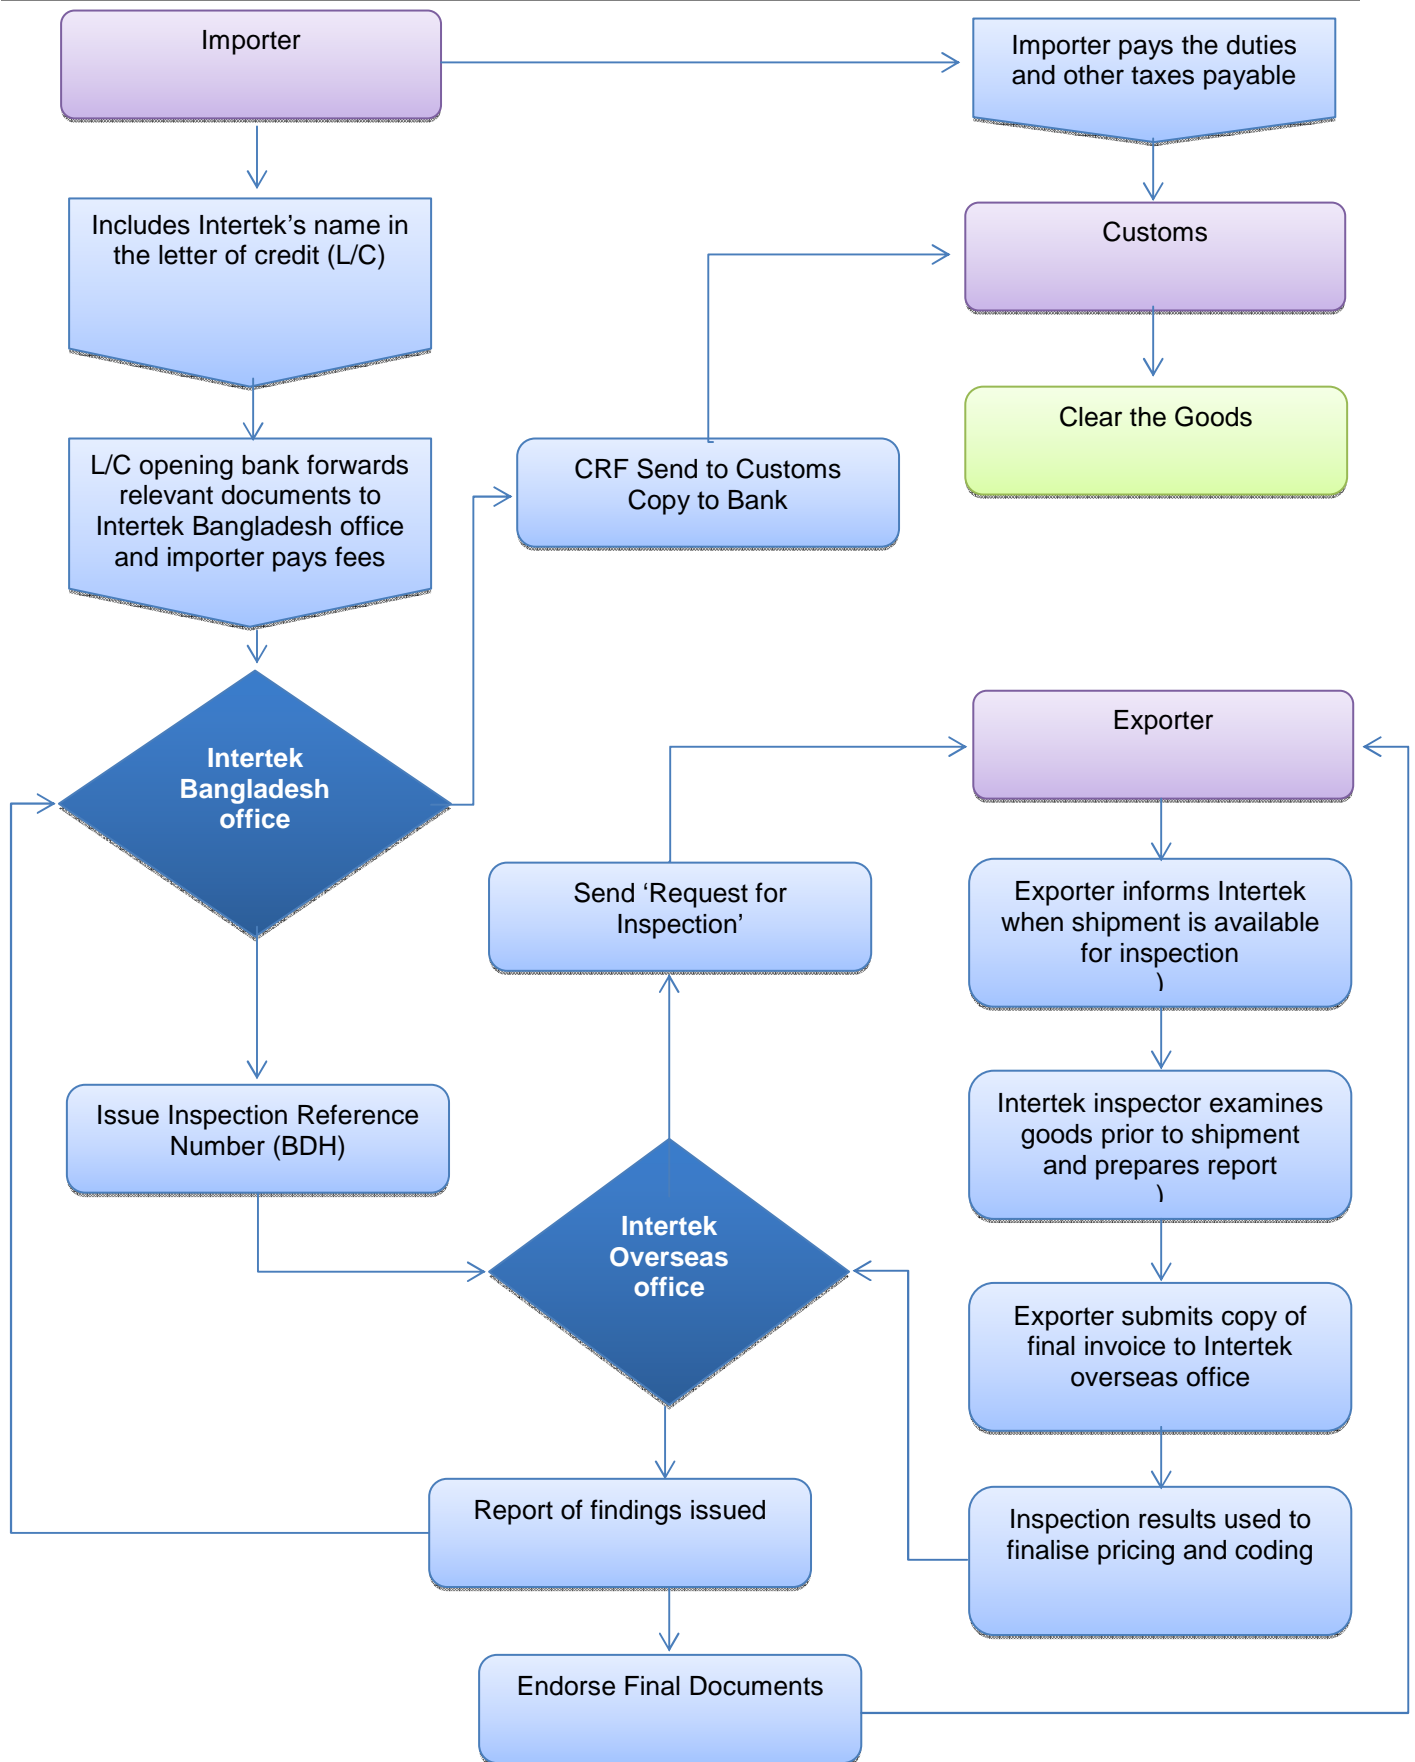 Importer
Importer pays the duties
and other taxes payable
Includes Intertek’s name in
the letter of credit (L/C)
Customs
Clear the Goods
L/C opening bank forwards
relevant documents to
Intertek Bangladesh office
and importer pays fees
CRF Send to Customs
Copy to Bank
Intertek
Bangladesh
office
Exporter
Send ‘Request for
Inspection’
Exporter informs Intertek
when shipment is available
for inspection
)
Issue Inspection Reference
Number (BDH)
Intertek inspector examines
goods prior to shipment
and prepares report
)
Intertek
Overseas
office
Exporter submits copy of
final invoice to Intertek
overseas office
Report of findings issued
Inspection results used to
finalise pricing and coding
Endorse Final Documents